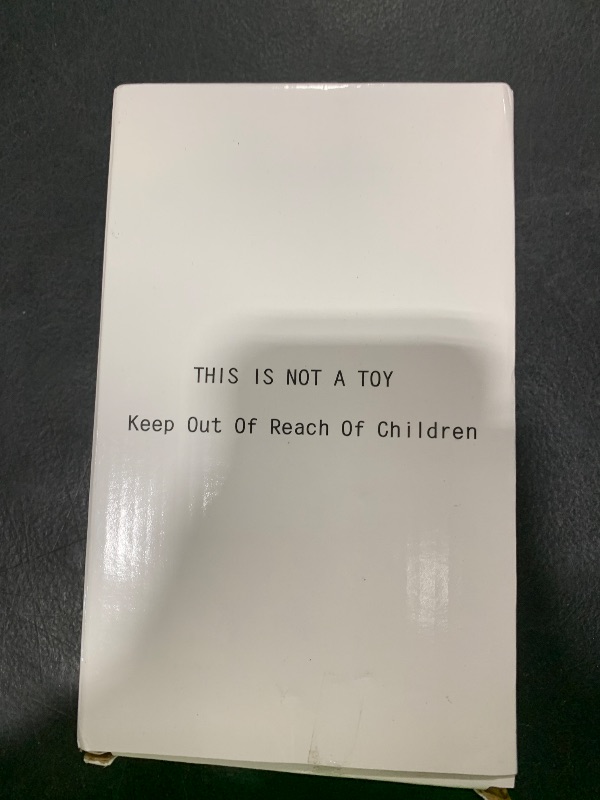 THIS IS NOT A TOY
Keep Out Of Reach Of Children